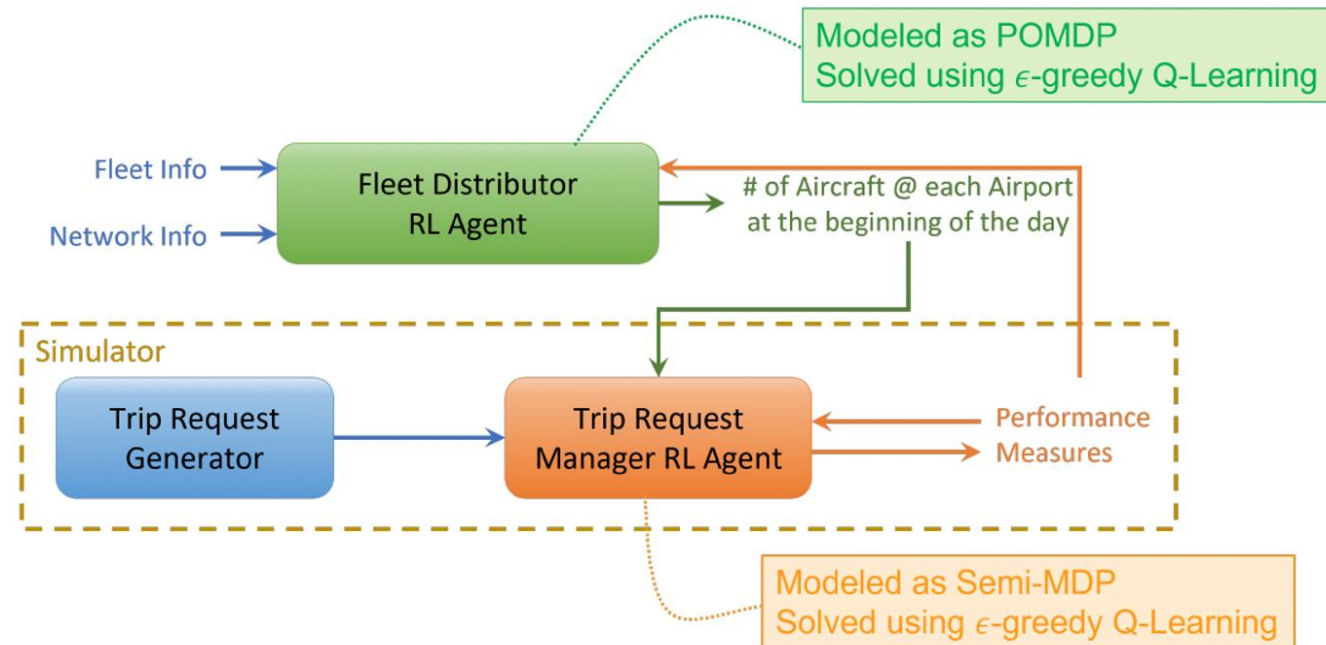 Modeled as POMDP
Solved using ϵ-greedy Q-Learning
Fleet Info
Network Info
Fleet Distributor
RL Agent
# of Aircraft @ each Airport
at the beginning of the day
Simulator
Trip Request
Generator
Trip Request
Manager RL Agent
Performance
Measures
Modeled as Semi-MDP
Solved using ϵ-greedy Q-Learning